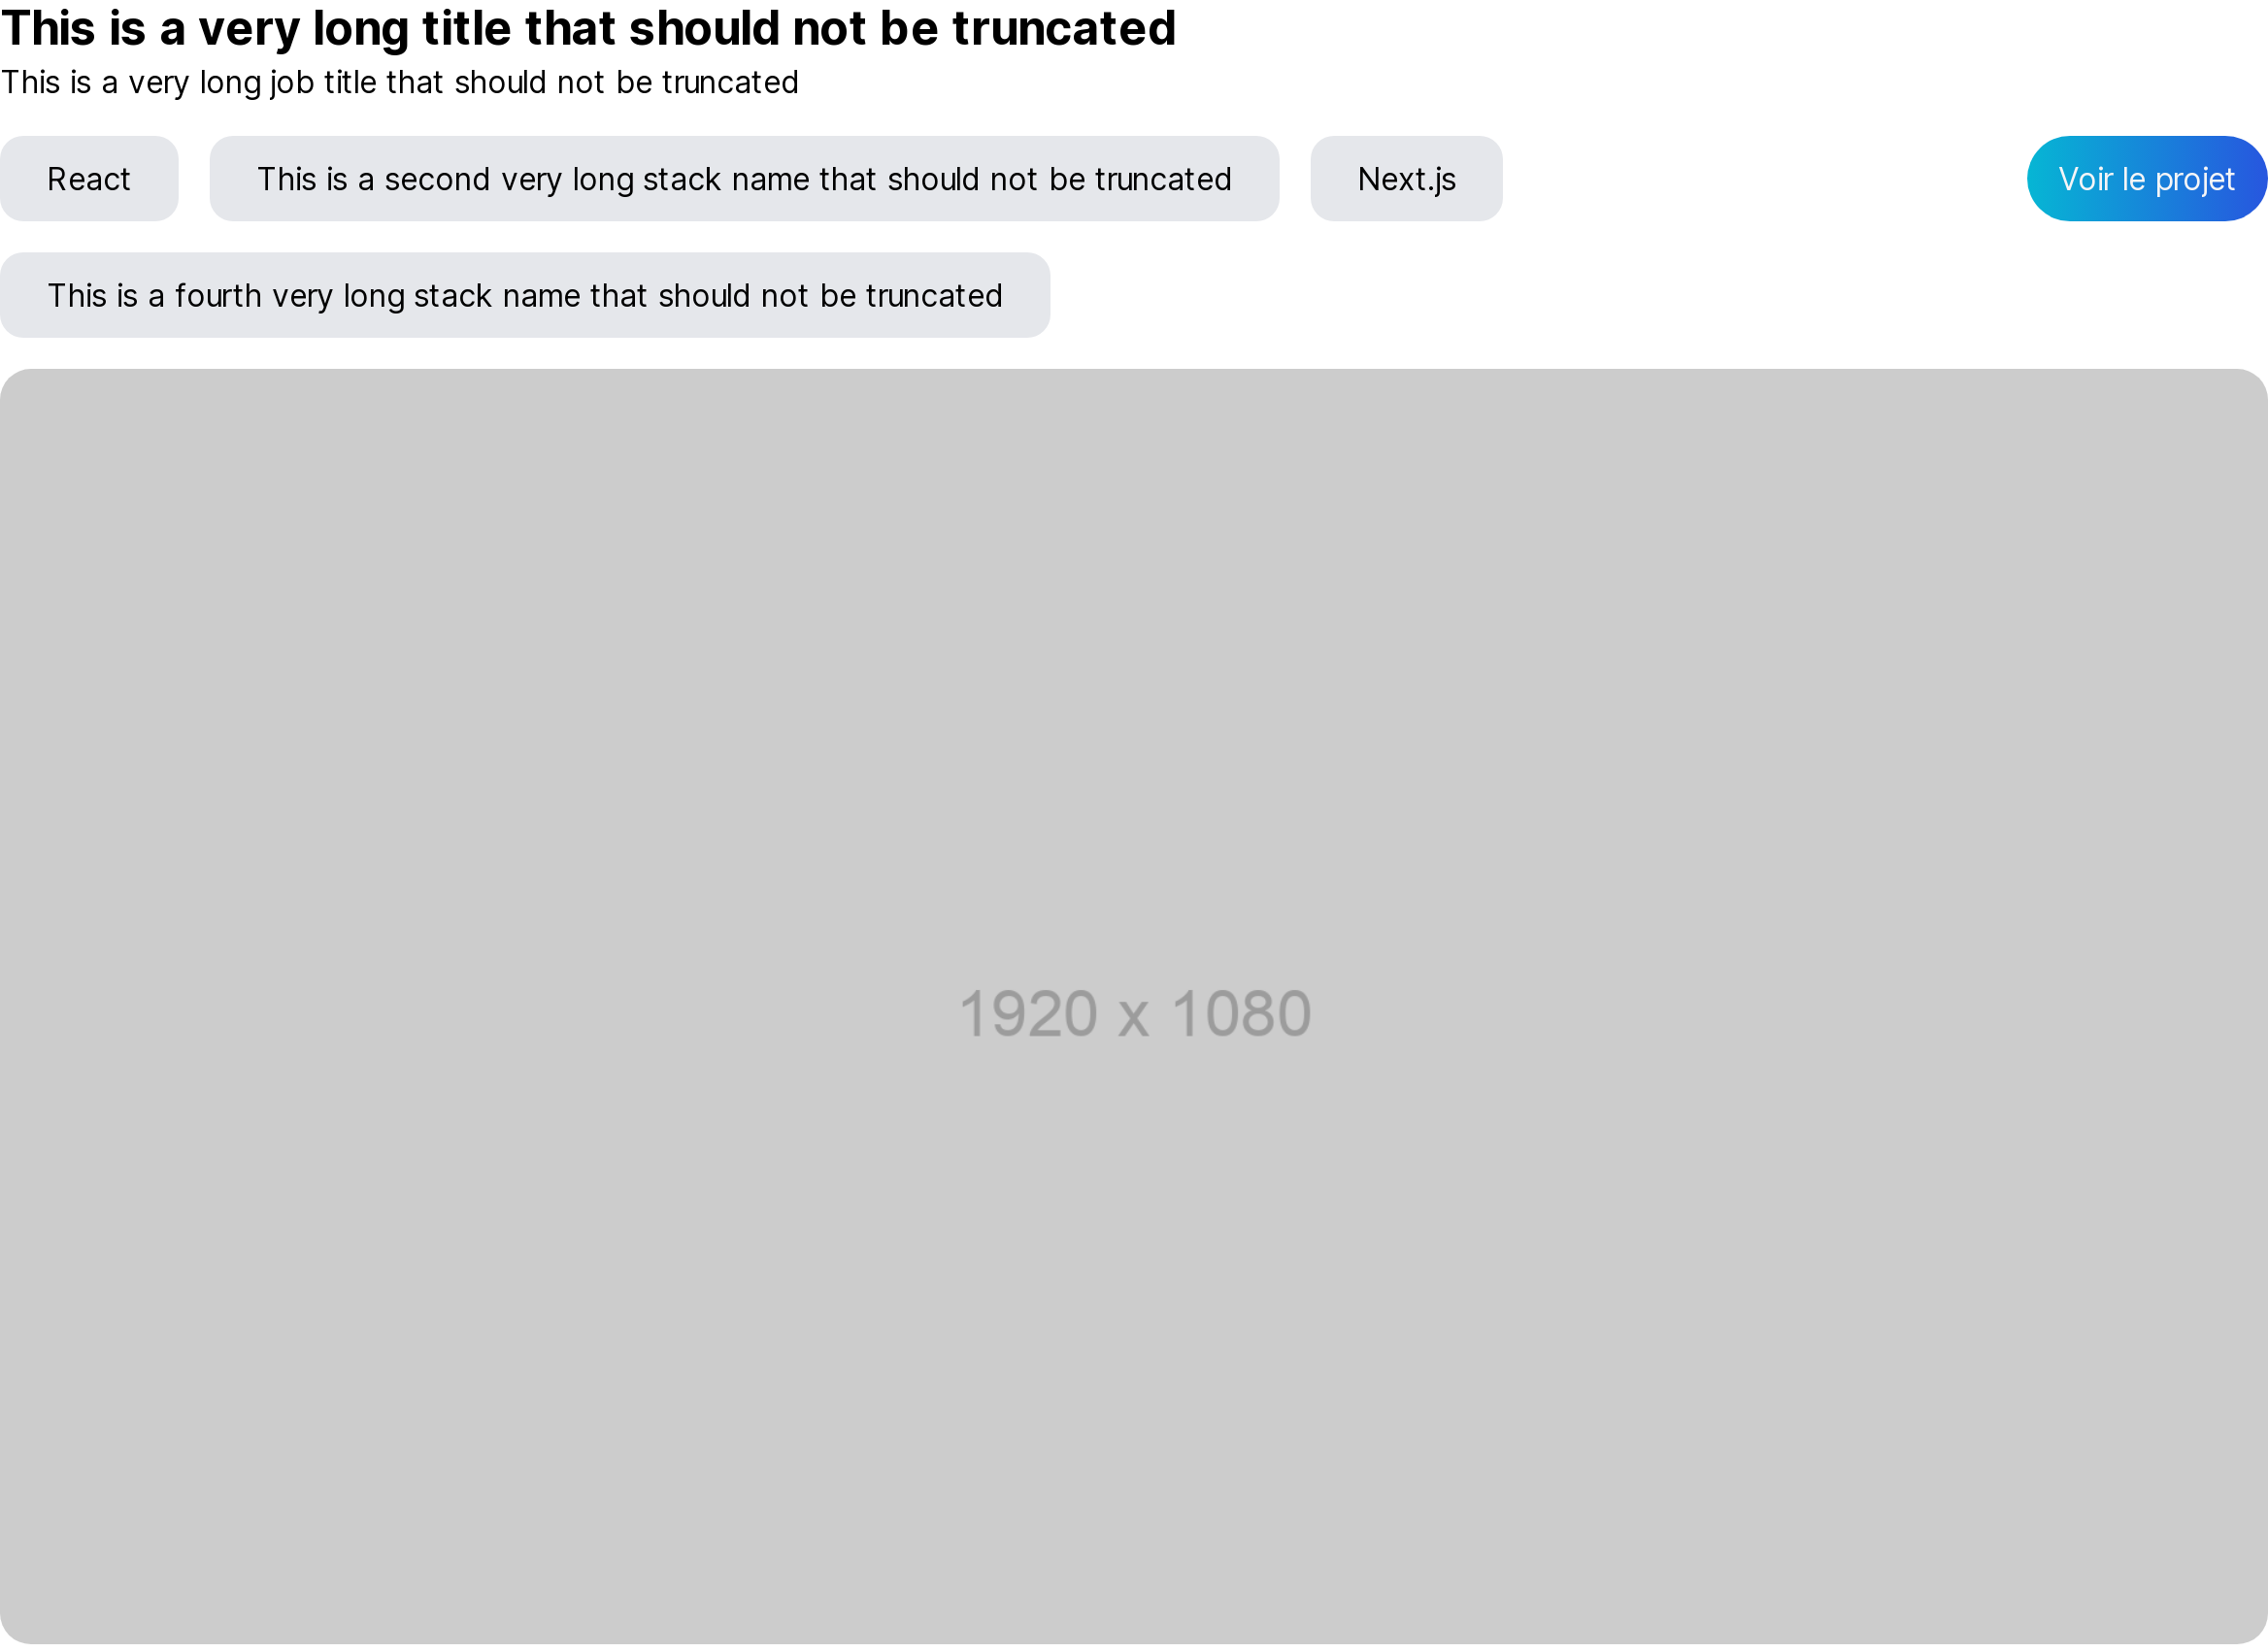 This is a very long title that should not be truncated
This is a very long job title that should not be truncated
React
This is a second very long stack name that should not be truncated
Next.js
Voir le projet
This is a fourth very long stack name that should not be truncated
1920 x 1080